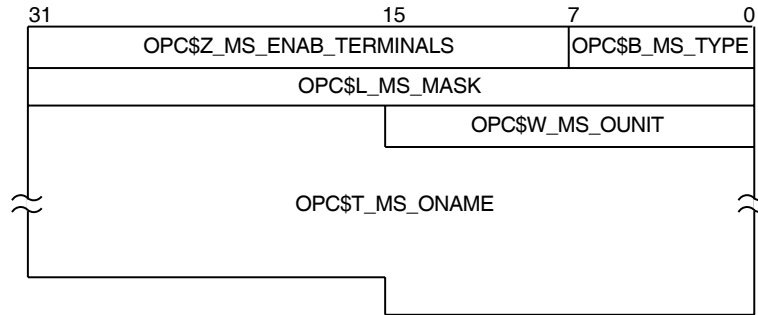 31 15 7 0
OPC$Z_MS_ENAB_TERMINALS OPC$B_MS_TYPE
OPC$L_MS_MASK
OPC$W_MS_OUNIT
OPC$T_MS_ONAME